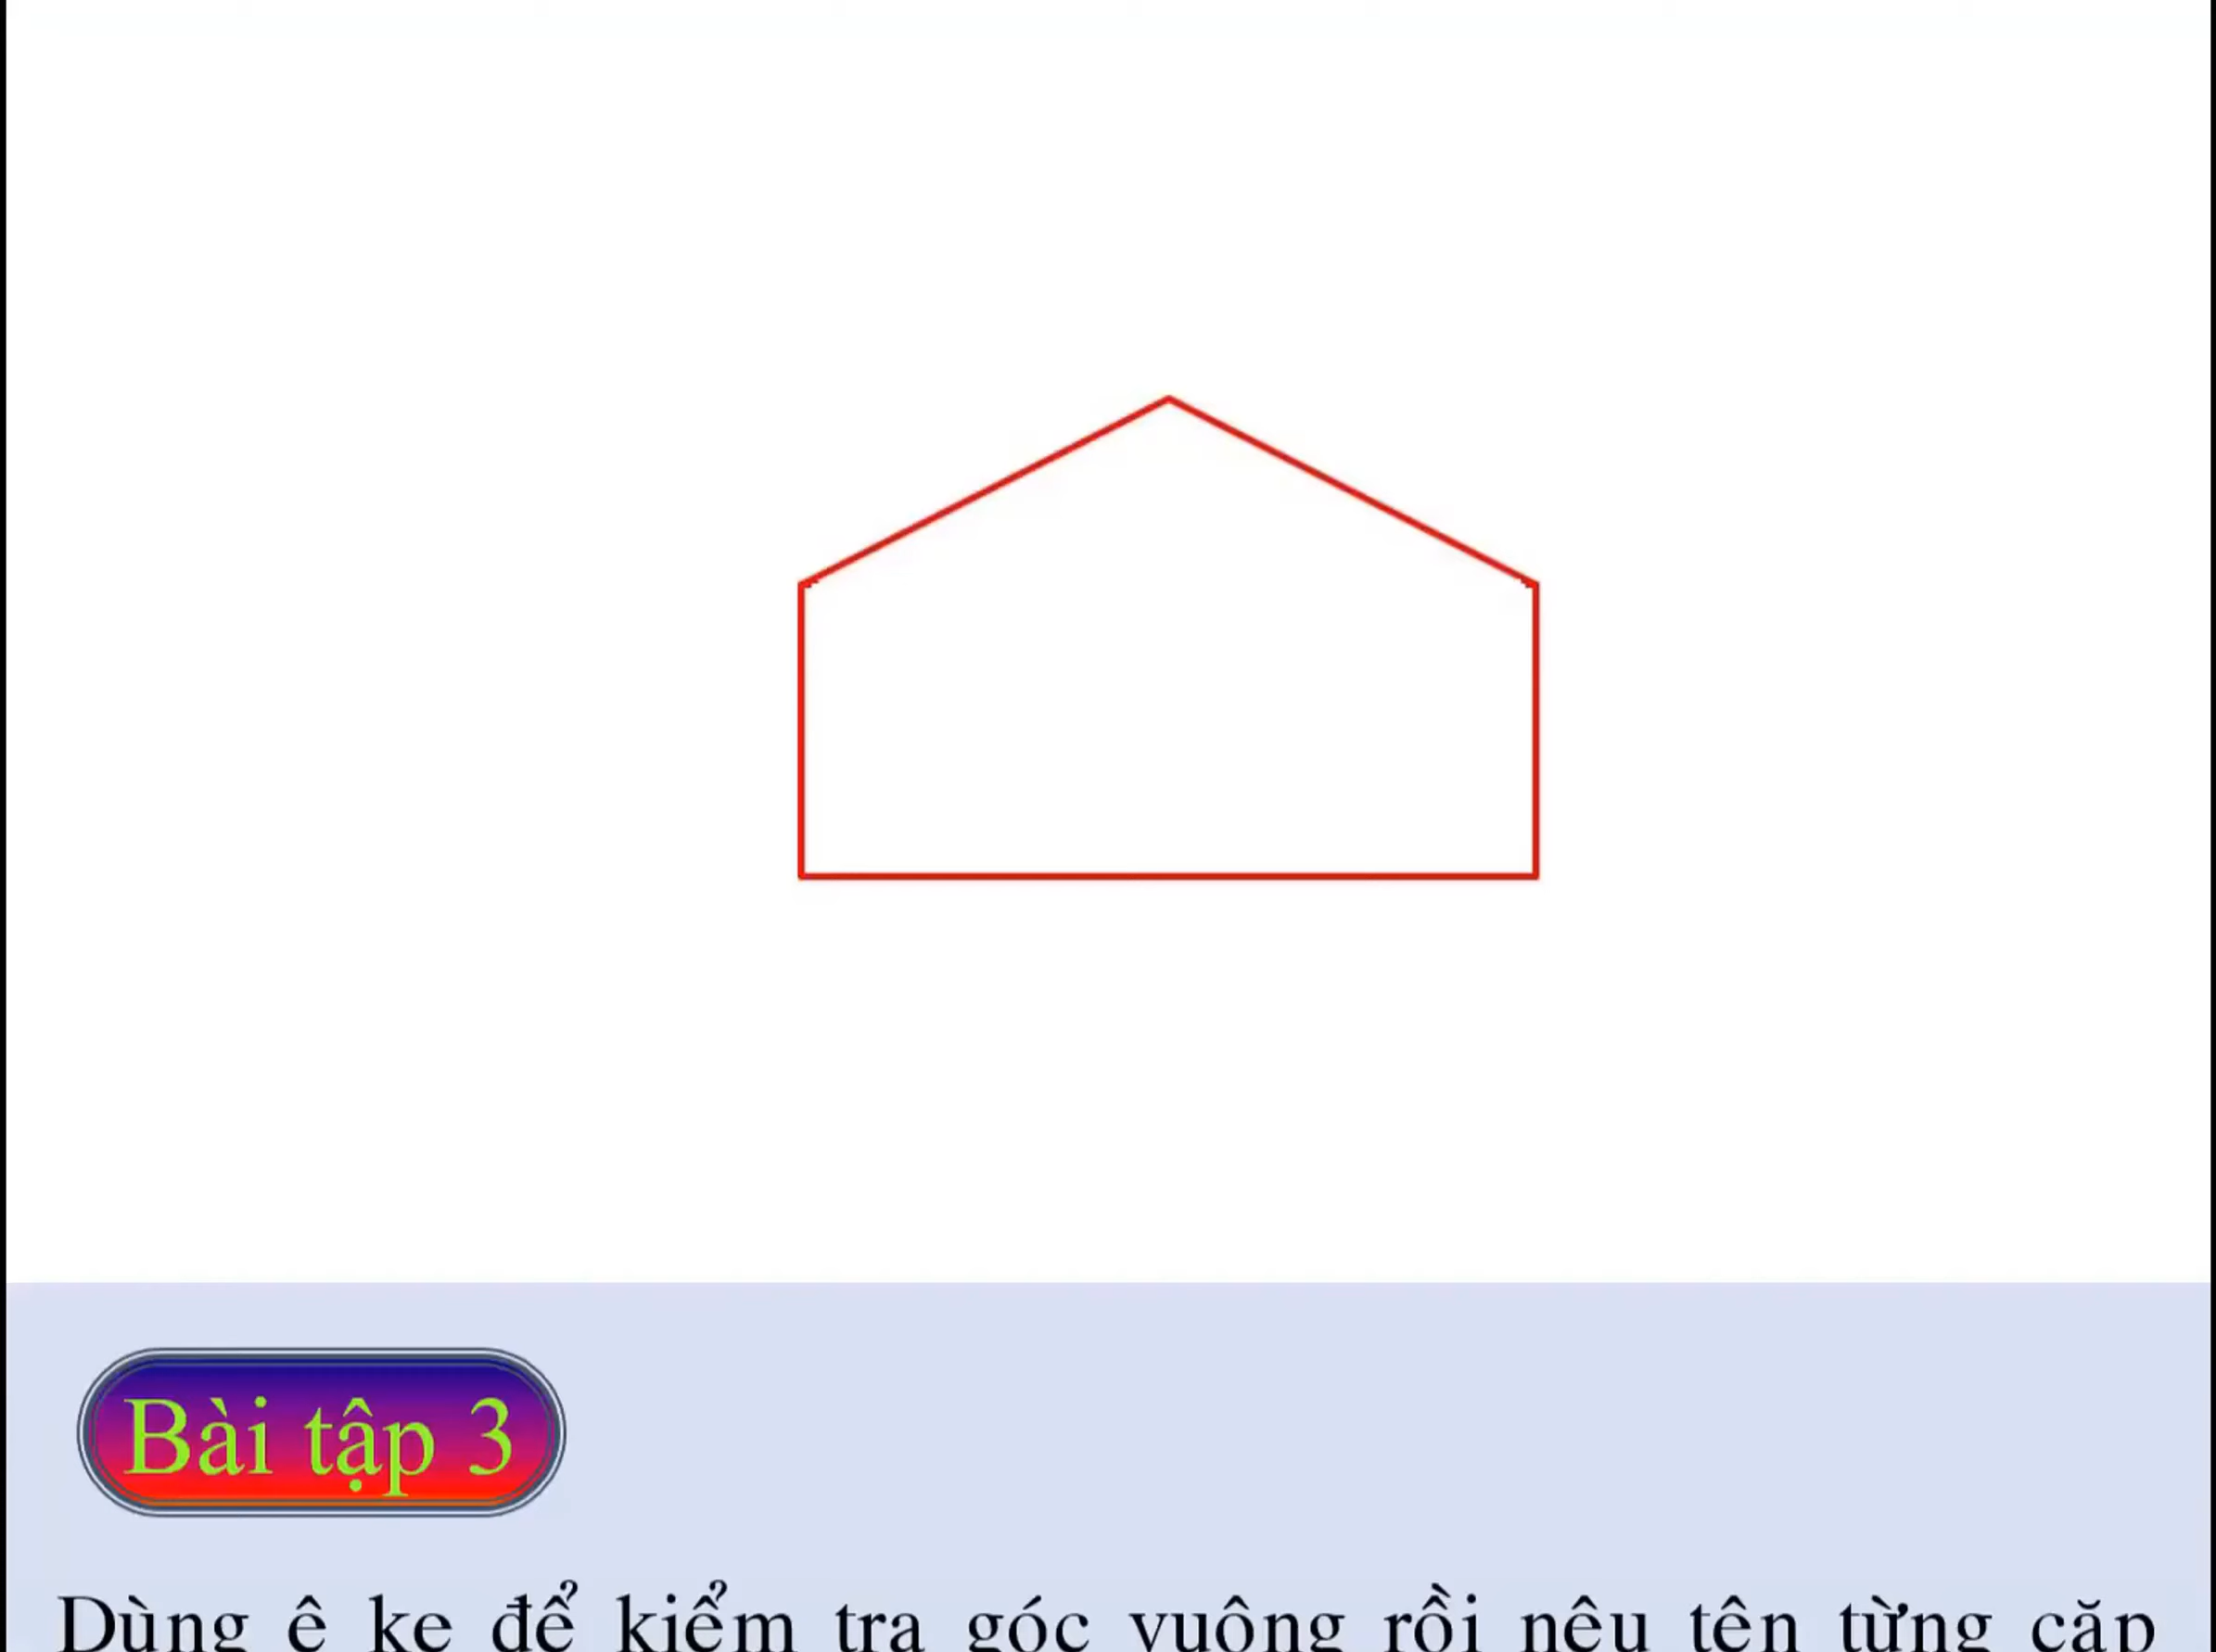 Bài tập 3
Dùng ê ke để kiểm tra góc vuông rồi nêu tên từng cặp